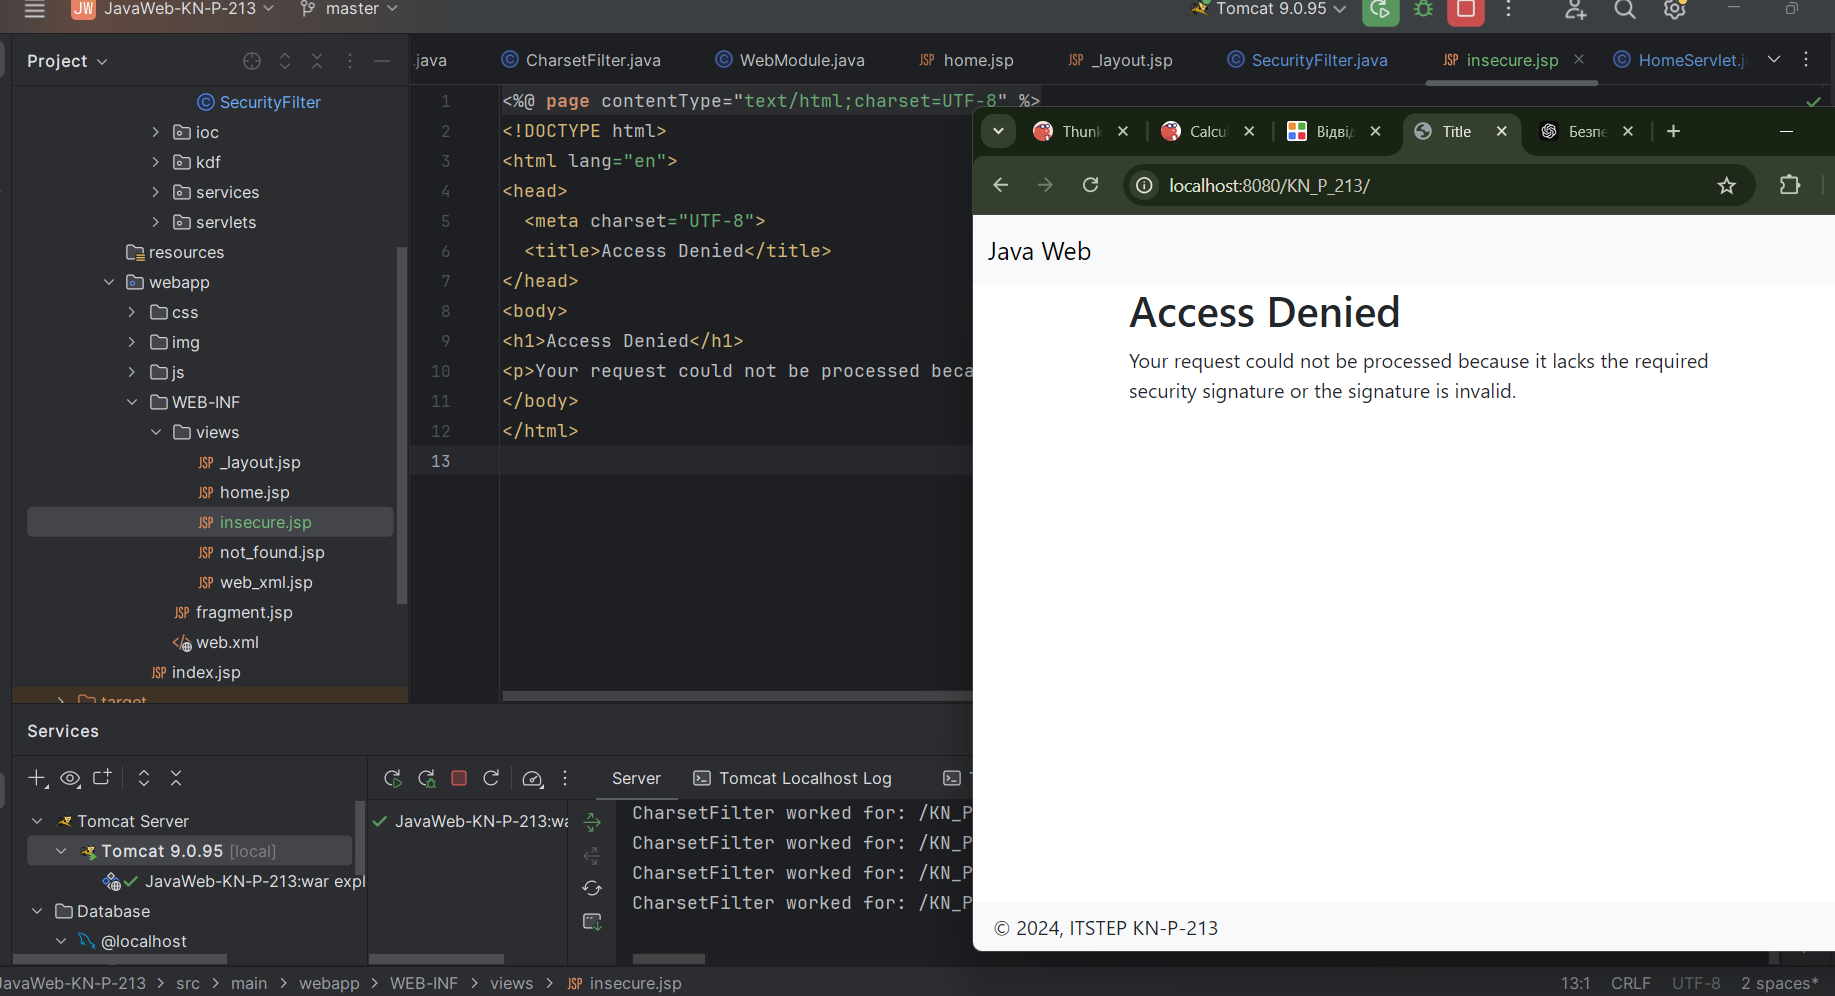 JW JavaWeb-KN-P-213 master Tomcat 9.0.95
Project
.java CharsetFilter.java WebModule.java home.jsp _layout.jsp SecurityFilter.java insecure.jsp HomeServlet.j
SecurityFilter
ioc
kdf
services
servlets
resources
webapp
css
img
js
WEB-INF
views
_layout.jsp
home.jsp
insecure.jsp
not_found.jsp
web_xml.jsp
fragment.jsp
web.xml
index.jsp
target
1 <%@ page contentType="text/html;charset=UTF-8" %>
2 <!DOCTYPE html>
3 <html lang="en">
4 <head>
5 <meta charset="UTF-8">
6 <title>Access Denied</title>
7 </head>
8 <body>
9 <h1>Access Denied</h1>
10 <p>Your request could not be processed beca
11 </body>
12 </html>
13
Thunk Calcul Відвід Title Безпе
localhost:8080/KN_P_213/
Java Web
Access Denied
Your request could not be processed because it lacks the required
security signature or the signature is invalid.
© 2024, ITSTEP KN-P-213
Services
Server Tomcat Localhost Log
Tomcat Server
Tomcat 9.0.95 [local]
JavaWeb-KN-P-213:war expl
Database
@localhost
JavaWeb-KN-P-213:wa
CharsetFilter worked for: /KN_P
CharsetFilter worked for: /KN_P
CharsetFilter worked for: /KN_P
CharsetFilter worked for: /KN_P
JavaWeb-KN-P-213 > src > main > webapp > WEB-INF > views > JSP insecure.jsp
13:1 CRLF UTF-8 2 spaces*